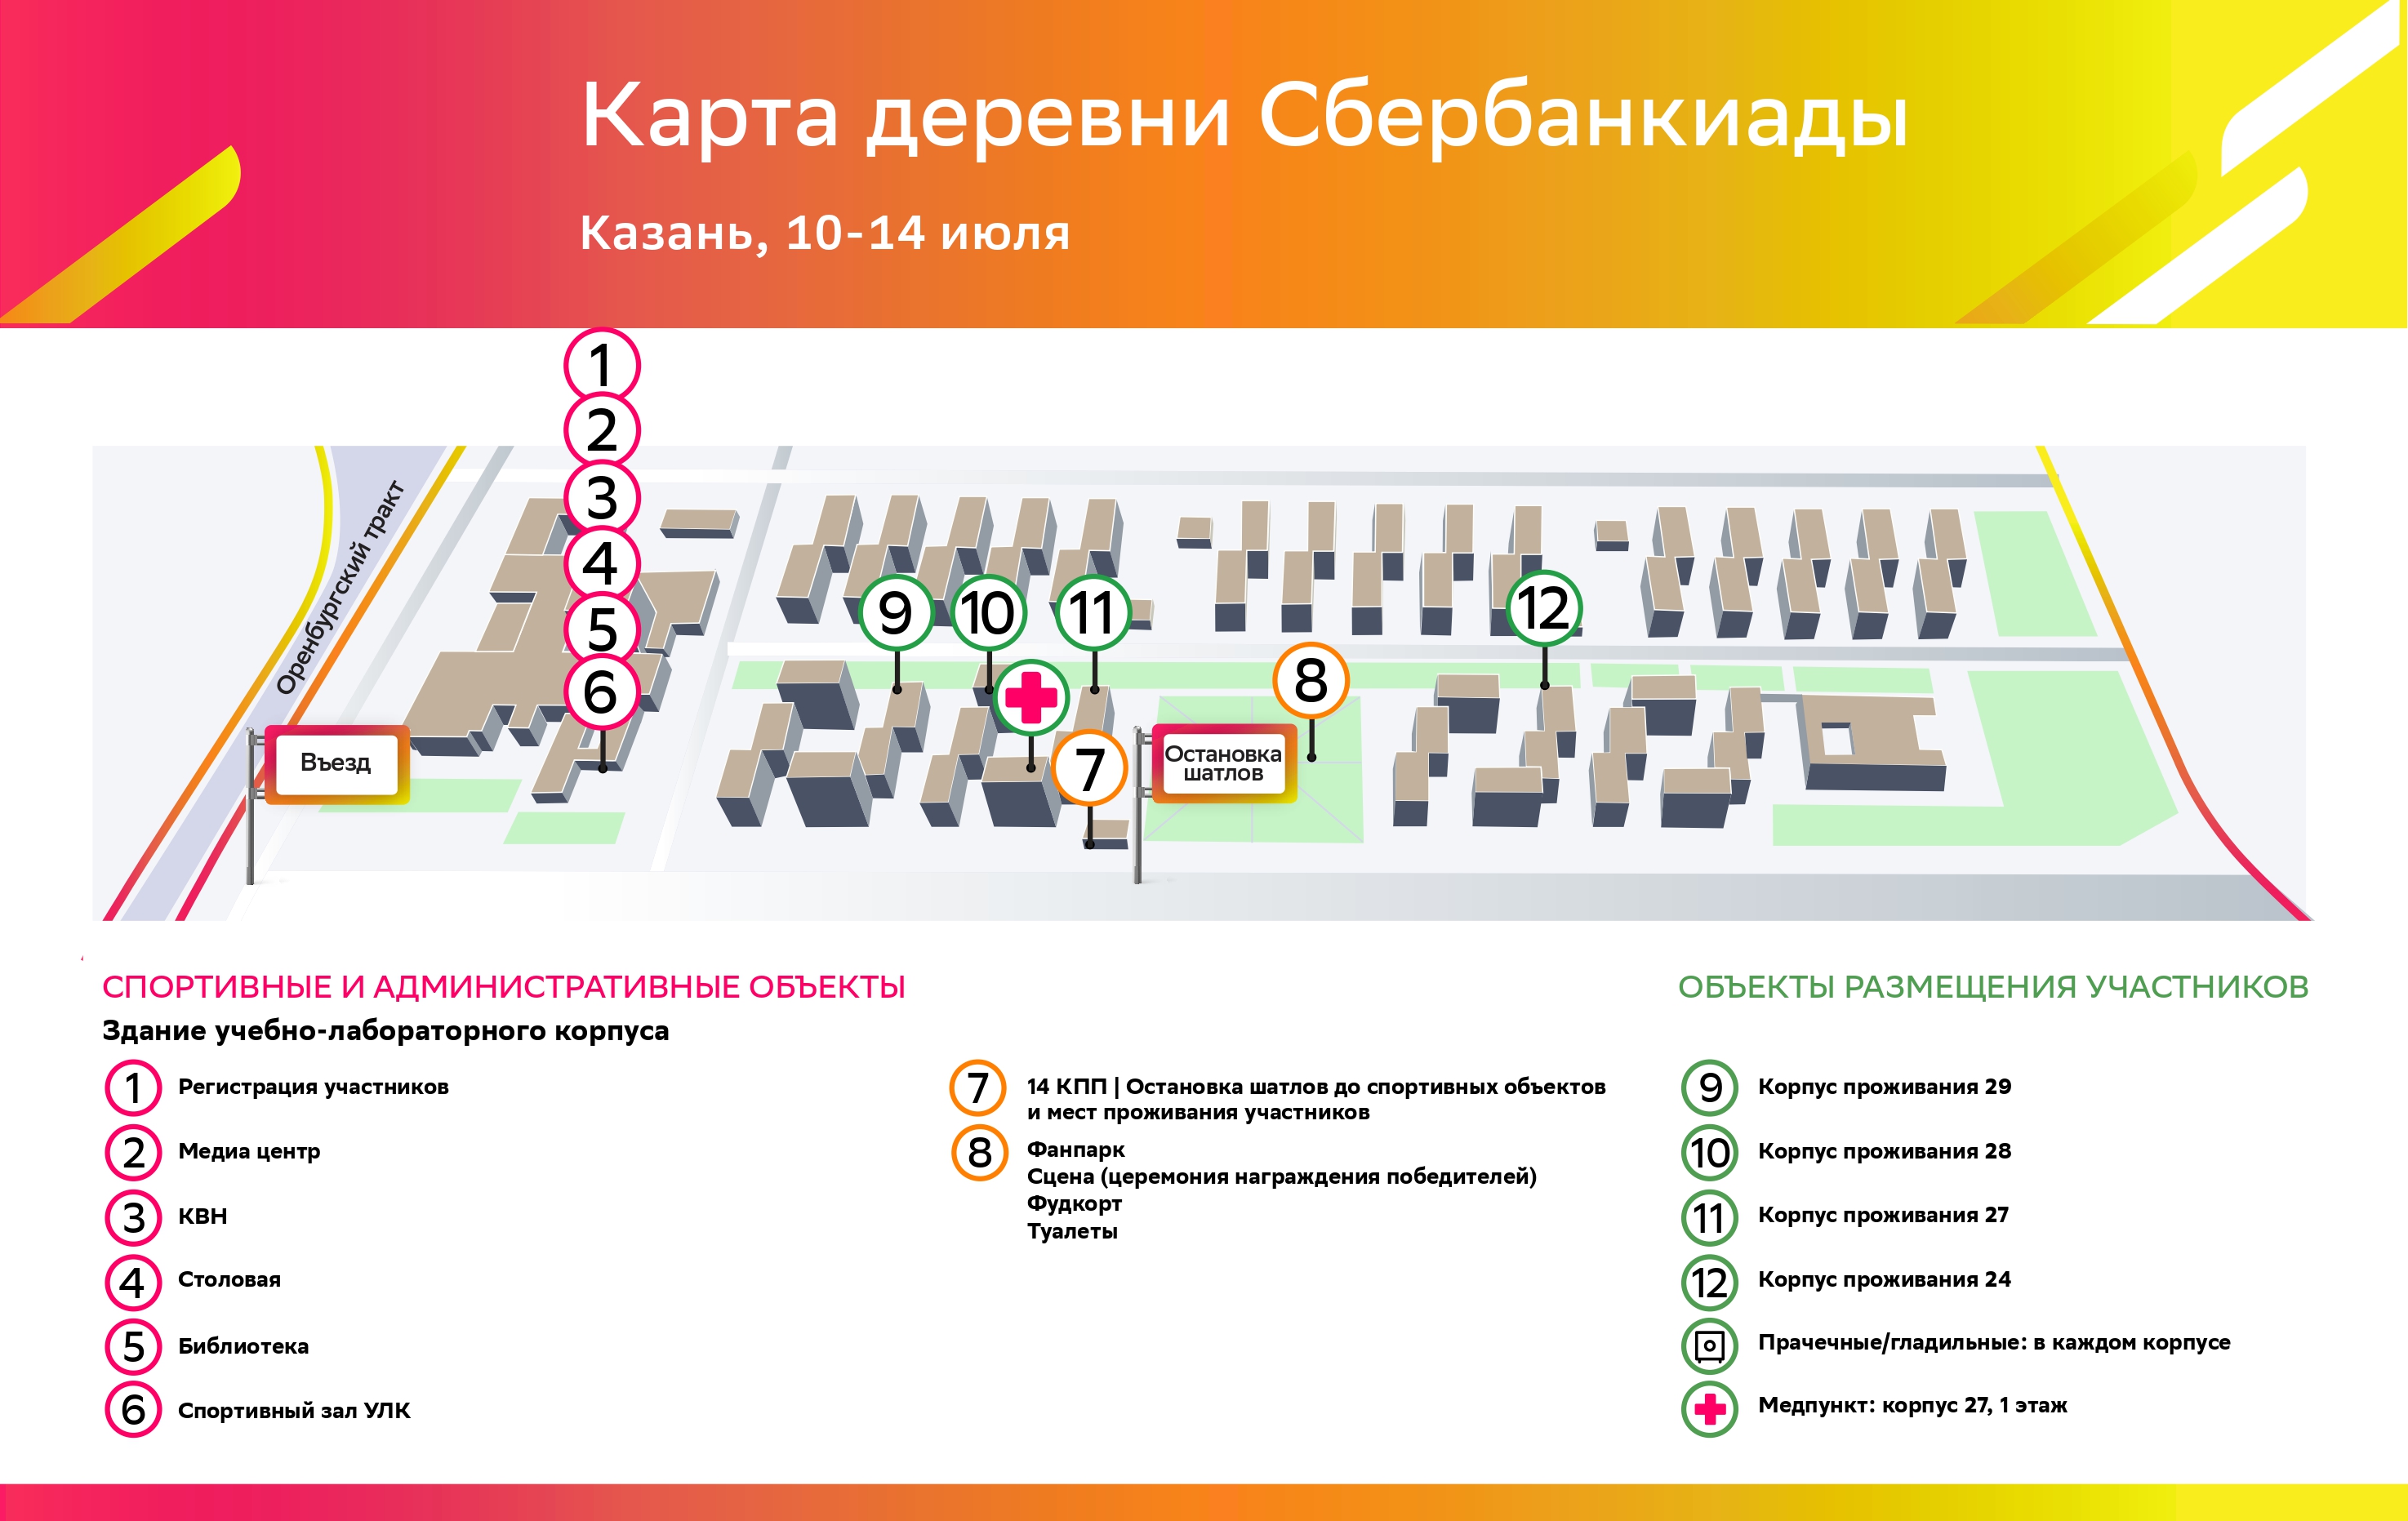 Карта деревни Сбербанкиады
Казань, 10-14 июля
1
2
3
4
5
6
9
10
11
12
8
7
Оренбургский тракт
Въезд
Остановка
шатлов
СПОРТИВНЫЕ И АДМИНИСТРАТИВНЫЕ ОБЪЕКТЫ
Здание учебно-лабораторного корпуса
1 Регистрация участников
2 Медиа центр
3 КВН
4 Столовая
5 Библиотека
6 Спортивный зал УЛК
7 14 КПП | Остановка шатлов до спортивных объектов
и мест проживания участников
8 Фанпарк
Сцена (церемония награждения победителей)
Фудкорт
Туалеты
ОБЪЕКТЫ РАЗМЕЩЕНИЯ УЧАСТНИКОВ
9 Корпус проживания 29
10 Корпус проживания 28
11 Корпус проживания 27
12 Корпус проживания 24
Прачечные/гладильные: в каждом корпусе
Медпункт: корпус 27, 1 этаж